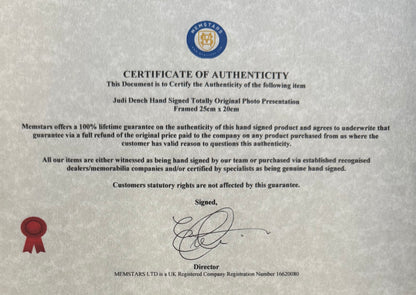 MEMSTARS
CERTIFICATE OF AUTHENTICITY
This Document is to Certify the Authenticity of the following item
Judi Dench Hand Signed Totally Original Photo Presentation
Framed 25cm x 20cm
Memstars offers a 100% lifetime guarantee on the authenticity of this hand signed product and agrees to underwrite that
guarantee via a full refund of the original price paid to the company on any product purchased from us where the
customer has valid reason to questions this authenticity.
All our items are either witnessed as being hand signed by our team or purchased via established recognised
dealers/memorabilia companies and/or certified by specialists as being genuine hand signed.
Customers statutory rights are not affected by this guarantee.
Signed,
Director
MEMSTARS LTD is a UK Registered Company Registration Number 16620080